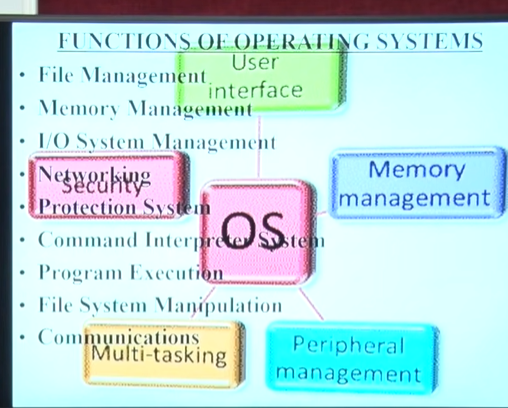 FUNCTIONS OF OPERATING SYSTEMS
• File Management
• Memory Management
• I/O System Management
• Networking
• Protection System
• Command Interpreter System
• Program Execution
• File System Manipulation
• Communications
User
interface
Security
Memory
management
OS
Multi-tasking
Peripheral
management